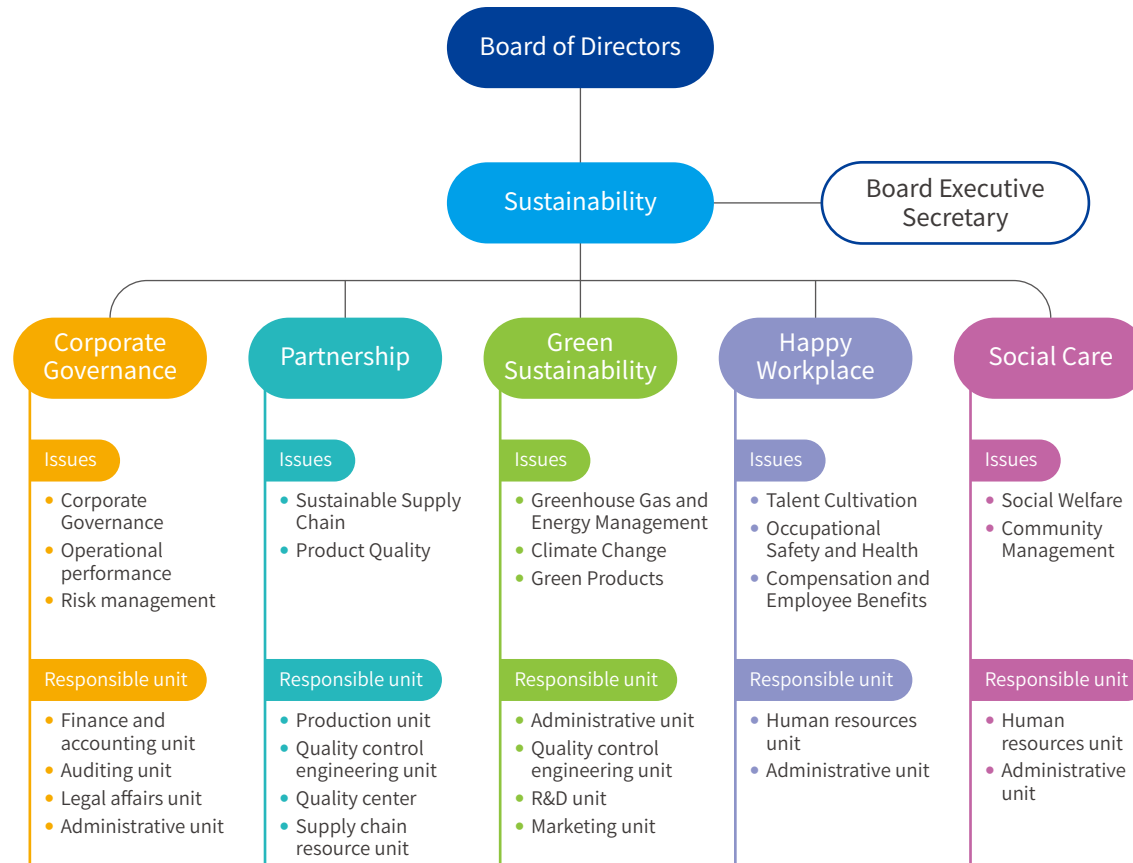 Board of Directors
Sustainability
Board Executive
Secretary
Corporate
Governance
Issues
• Corporate
Governance
• Operational
performance
• Risk management
Responsible unit
• Finance and
accounting unit
• Auditing unit
• Legal affairs unit
• Administrative unit
Partnership
Issues
• Sustainable Supply
Chain
• Product Quality
Responsible unit
• Production unit
• Quality control
engineering unit
• Quality center
• Supply chain
resource unit
Green
Sustainability
Issues
• Greenhouse Gas and
Energy Management
• Climate Change
• Green Products
Responsible unit
• Administrative unit
• Quality control
engineering unit
• R&D unit
• Marketing unit
Happy
Workplace
Issues
• Talent Cultivation
• Occupational
Safety and Health
• Compensation and
Employee Benefits
Responsible unit
• Human resources
unit
• Administrative unit
Social Care
Issues
• Social Welfare
• Community
Management
Responsible unit
• Human
resources unit
• Administrative
unit